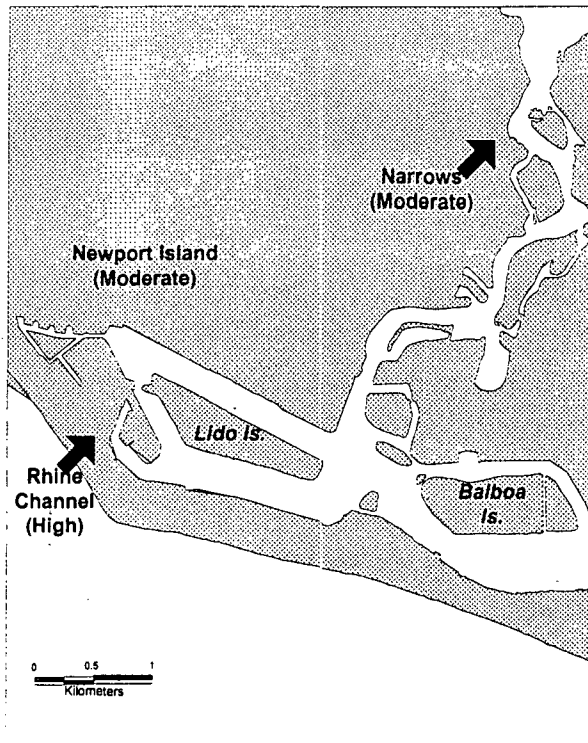 Narrows
(Moderate)
Newport Island
(Moderate)
Lido Is.
Rhine
Channel
(High)
Balboa
Is.
0 0.5 1
Kilometers